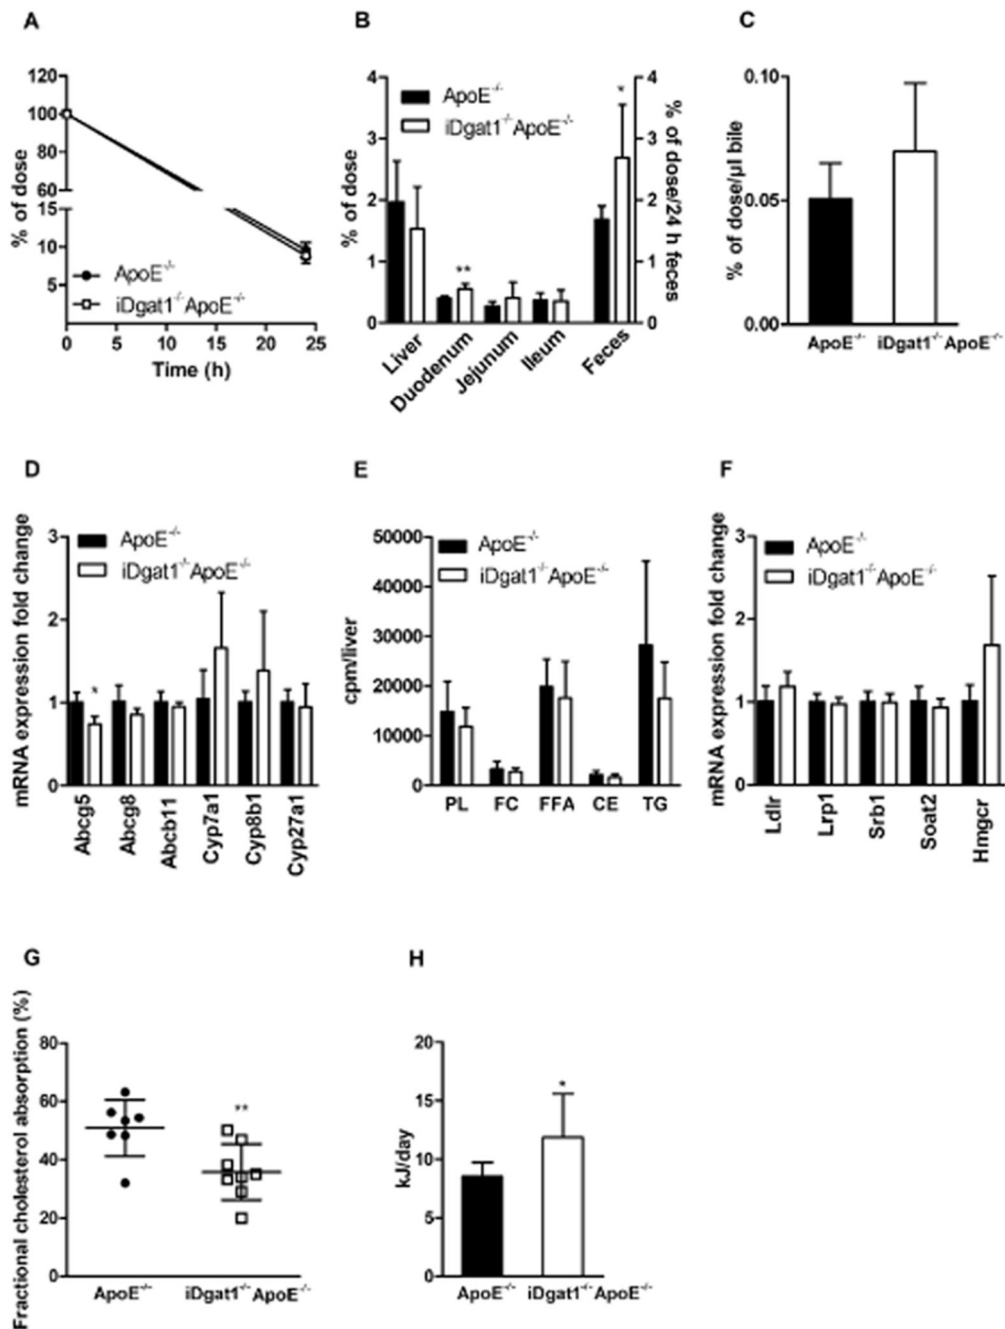 A
% of dose
120
100
80
60
15
10
5
ApoE-/-
iDgat1-/-ApoE-/-
0 5 10 15 20 25
Time (h)
B
% of dose
4
3
2
1
0
ApoE-/-
iDgat1-/-ApoE-/-
*
**
4
3
2
1
0
% of dose/24 h feces
Liver
Duodenum
Jejunum
Ileum
Feces
C
% of dose/µl bile
0.10
0.05
0.00
ApoE-/- iDgat1-/-ApoE-/-
D
mRNA expression fold change
3
2
1
0
ApoE-/-
iDgat1-/-ApoE-/-
*
Abcg5
Abcg8
Abcb11
Cyp7a1
Cyp8b1
Cyp27a1
E
cpm/liver
50000
40000
30000
20000
10000
0
ApoE-/-
iDgat1-/-ApoE-/-
PL FC FFA CE TG
F
mRNA expression fold change
3
2
1
0
ApoE-/-
iDgat1-/-ApoE-/-
Ldlr
Lrp1
Srb1
Soat2
Hmgcr
G
Fractional cholesterol absorption (%)
80
60
40
20
0
**
ApoE-/- iDgat1-/-ApoE-/-
H
kJ/day
20
15
10
5
0
*
ApoE-/- iDgat1-/-ApoE-/-